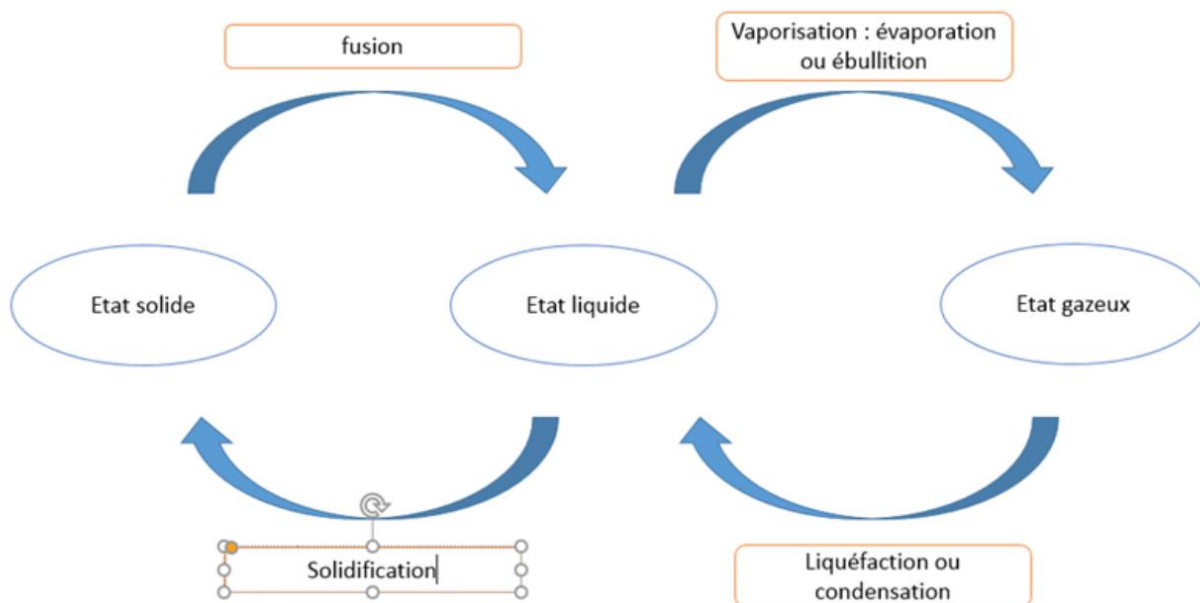 fusion
Vaporisation : évaporation
ou ébullition
Etat solide
Etat liquide
Etat gazeux
Solidification
Liquéfaction ou
condensation